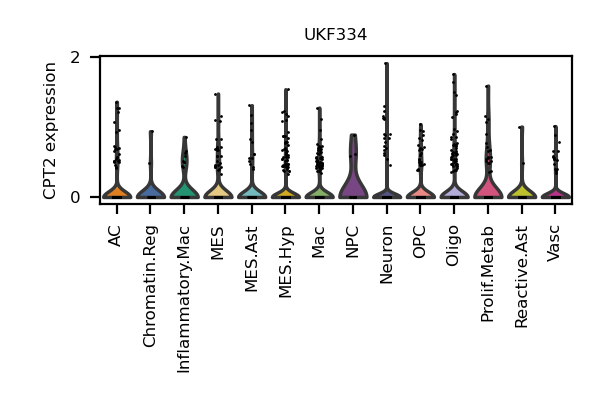 UKF334
CPT2 expression
2
0
AC
Chromatin.Reg
Inflammatory.Mac
MES
MES.Ast
MES.Hyp
Mac
NPC
Neuron
OPC
Oligo
Prolif.Metab
Reactive.Ast
Vasc